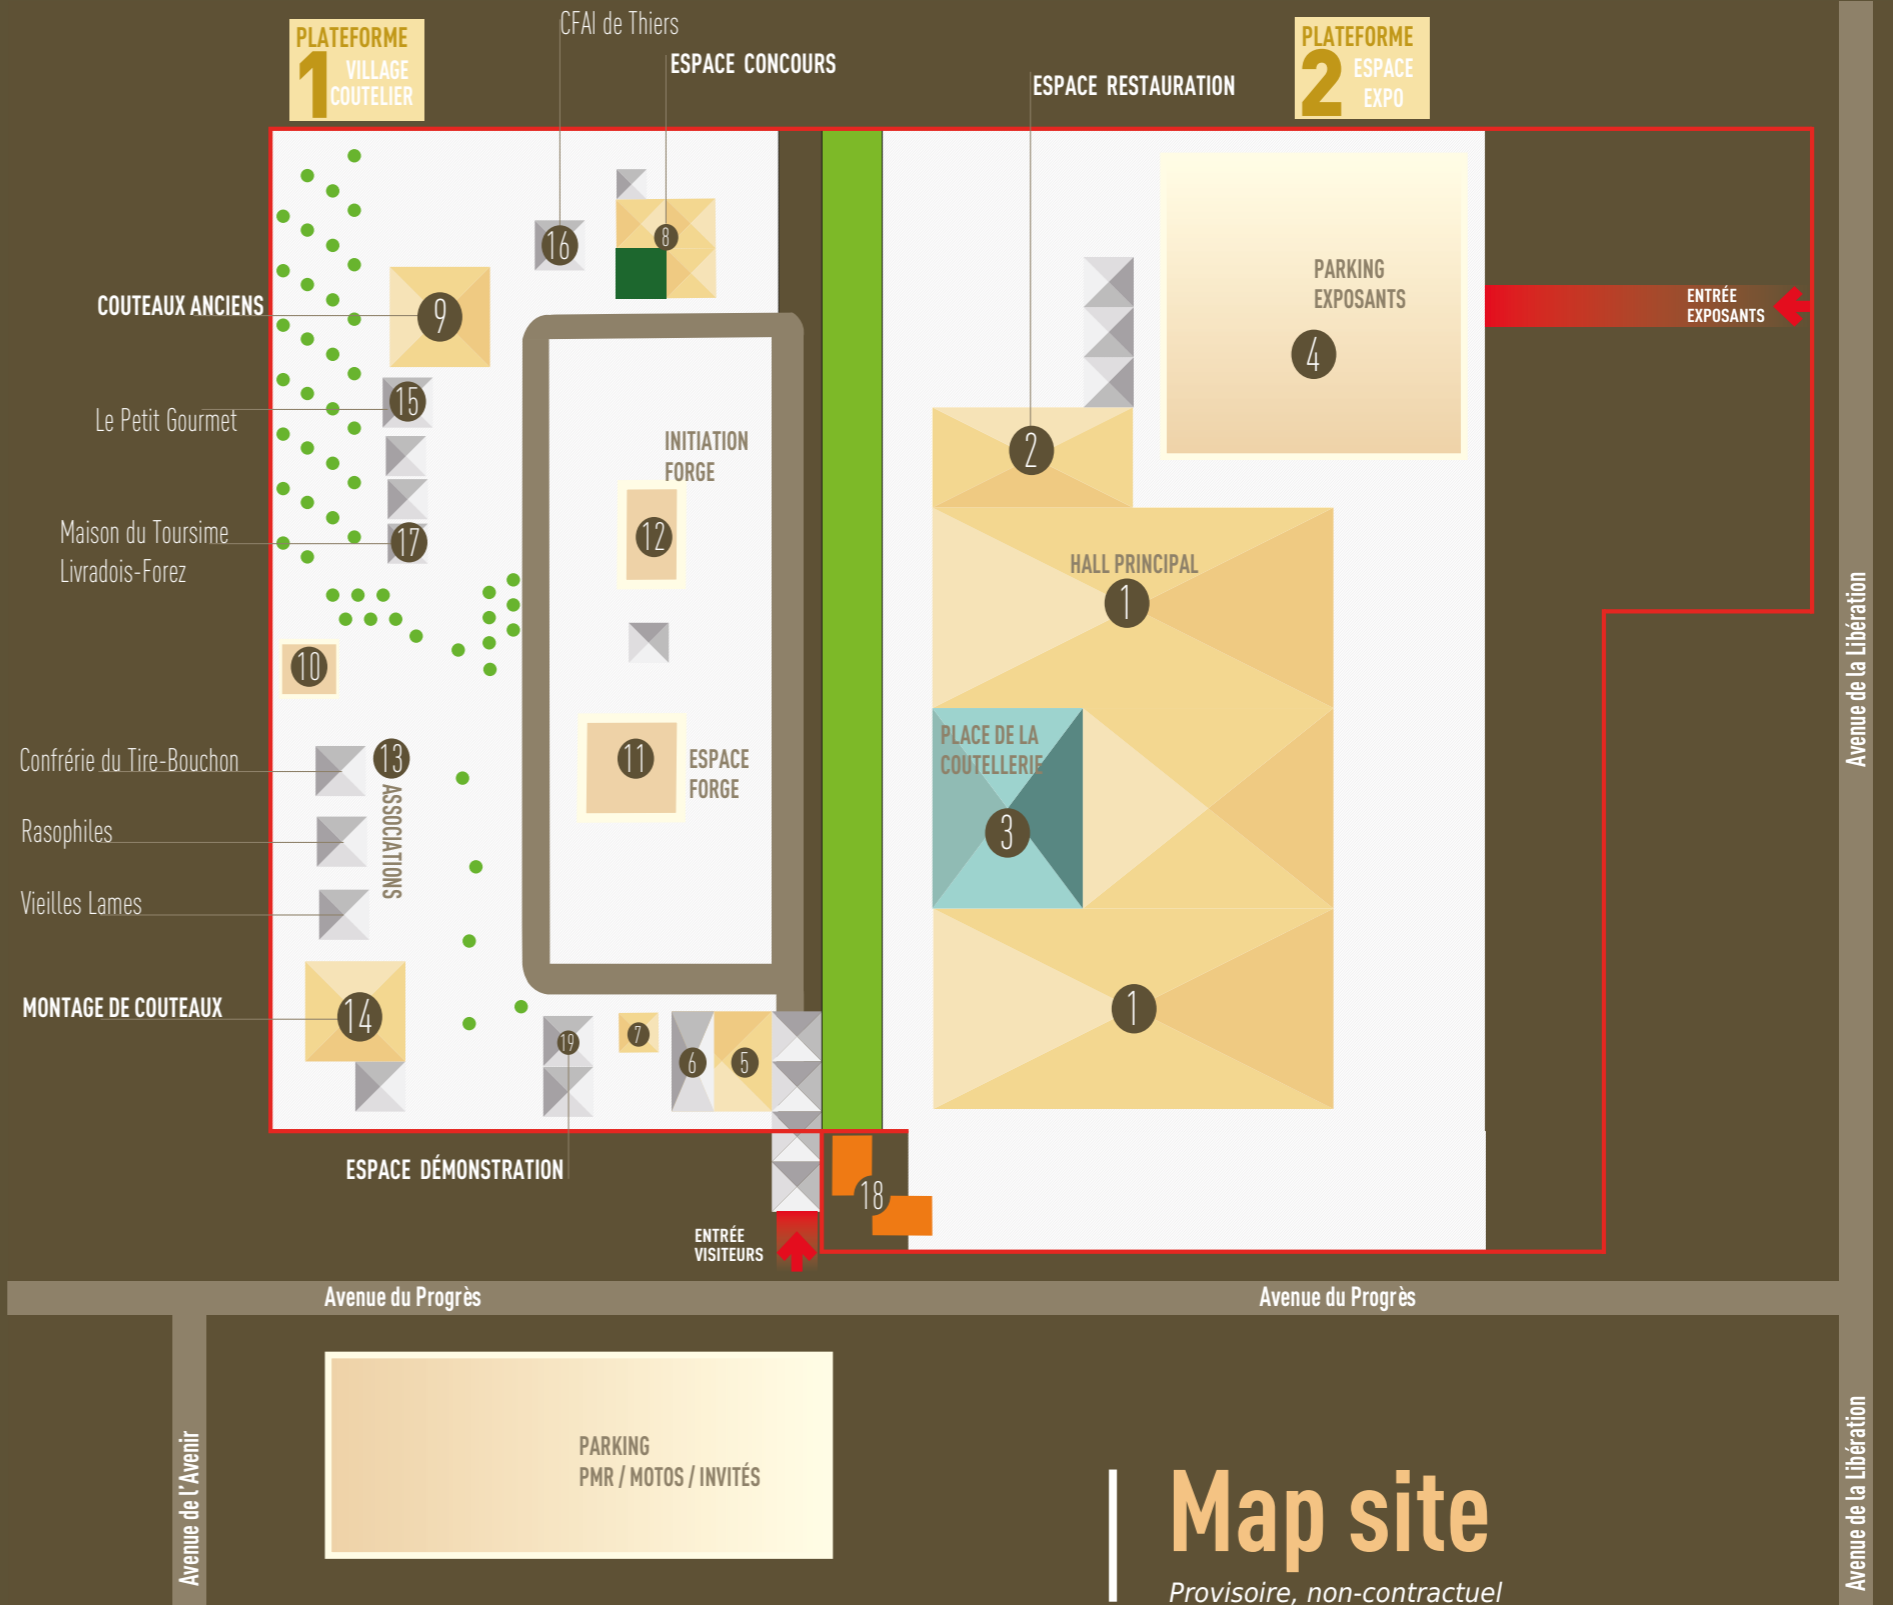 CFAI de Thiers
PLATEFORME
1 VILLAGE
COUTELIER
ESPACE CONCOURS
ESPACE RESTAURATION
PLATEFORME
2 ESPACE
EXPO
16
8
COUTEAUX ANCIENS
9
PARKING
EXPOSANTS
4
ENTRÉE
EXPOSANTS
Le Petit Gourmet
15
INITIATION
FORGE
2
Maison du Toursime
Livradois-Forez
17
12
HALL PRINCIPAL
1
10
Avenue de la Libération
Confrérie du Tire-Bouchon
13
ASSOCIATIONS
11
ESPACE
FORGE
PLACE DE LA
COUTELLERIE
3
Rasophiles
Vieilles Lames
MONTAGE DE COUTEAUX
14
19
7
6
5
1
ESPACE DÉMONSTRATION
18
ENTRÉE
VISITEURS
Avenue du Progrès
Avenue du Progrès
Avenue de l'Avenir
PARKING
PMR / MOTOS / INVITÉS
Map site
Provisoire, non-contractuel
Avenue de la Libération